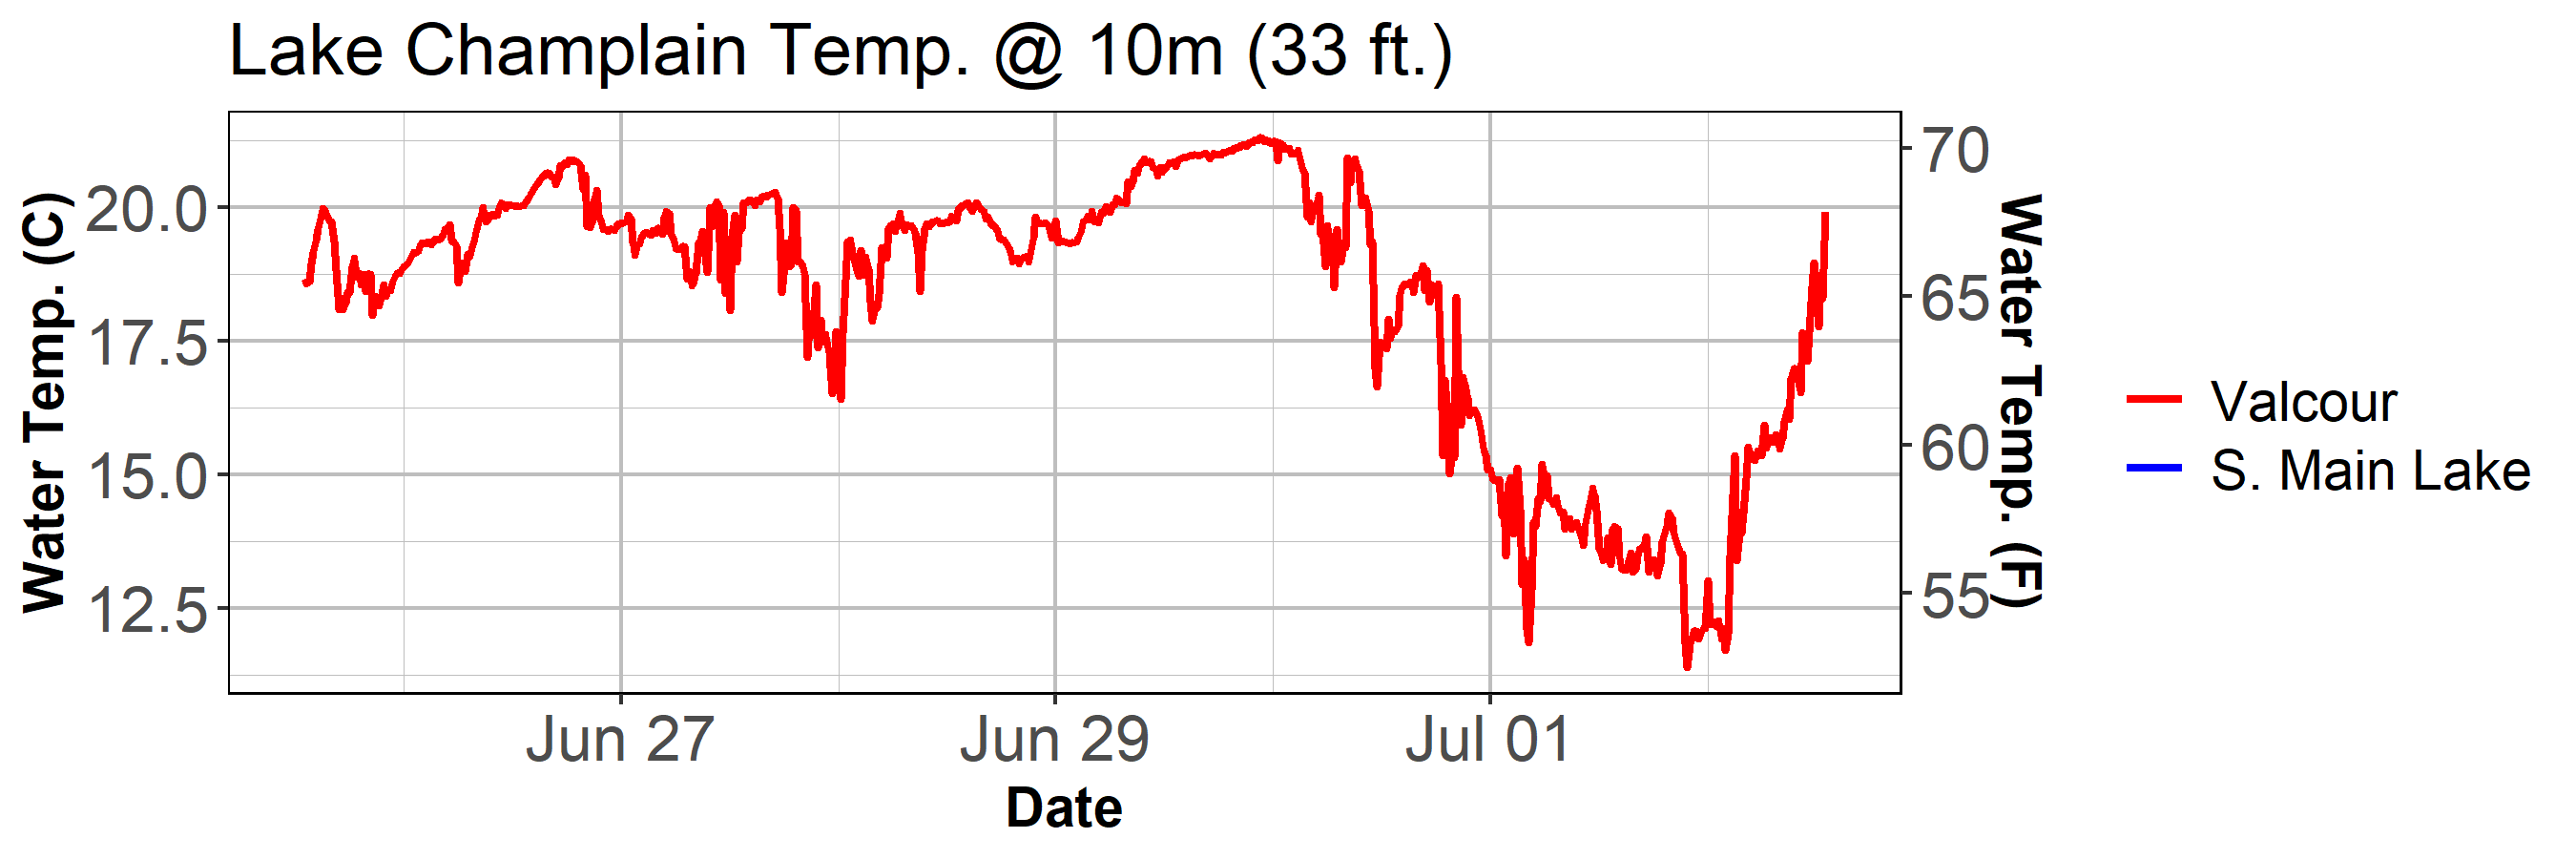 Lake Champlain Temp. @ 10m (33 ft.)
Water Temp. (C)
20.0
17.5
15.0
12.5
70
65
60
55
Water Temp. (F)
Jun 27
Jun 29
Jul 01
Date
Valcour
S. Main Lake